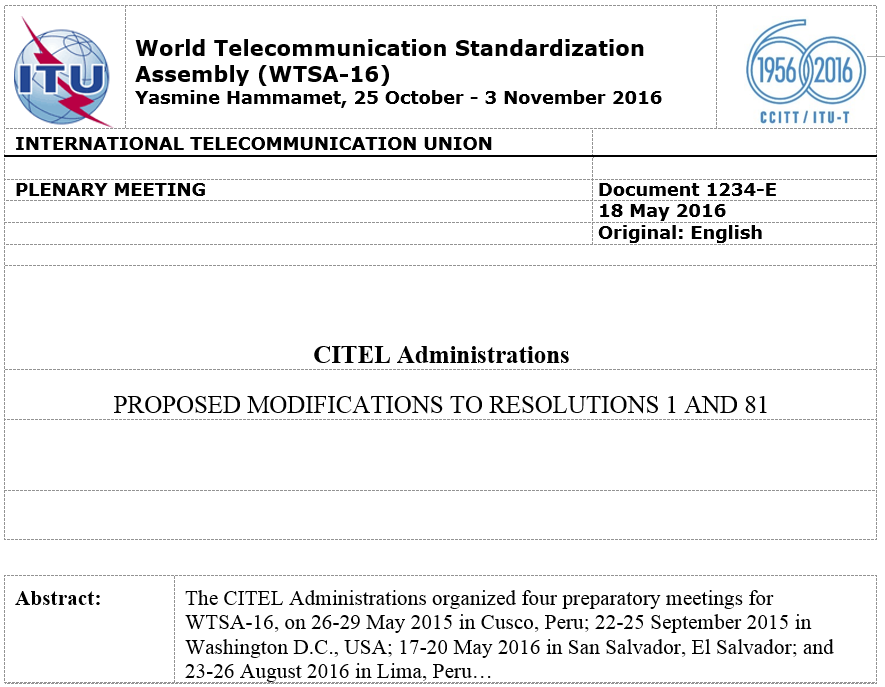 ITU
World Telecommunication Standardization
Assembly (WTSA-16)
Yasmine Hammamet, 25 October - 3 November 2016
60
1956 2016
CCITT / ITU-T
INTERNATIONAL TELECOMMUNICATION UNION
PLENARY MEETING
Document 1234-E
18 May 2016
Original: English
CITEL Administrations
PROPOSED MODIFICATIONS TO RESOLUTIONS 1 AND 81
Abstract:
The CITEL Administrations organized four preparatory meetings for
WTSA-16, on 26-29 May 2015 in Cusco, Peru; 22-25 September 2015 in
Washington D.C., USA; 17-20 May 2016 in San Salvador, El Salvador; and
23-26 August 2016 in Lima, Peru…